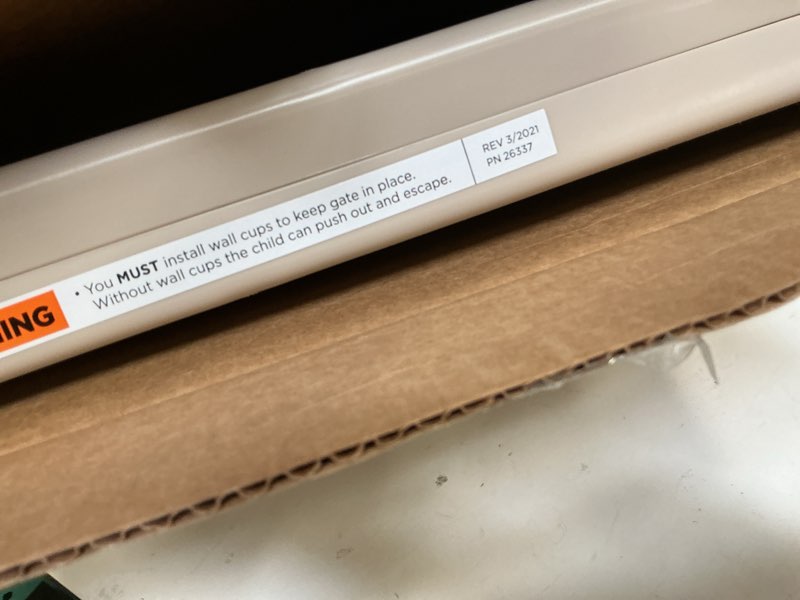 • You MUST install wall cups to keep gate in place.
Without wall cups the child can push out and escape.
REV 3/2021
PN 26337